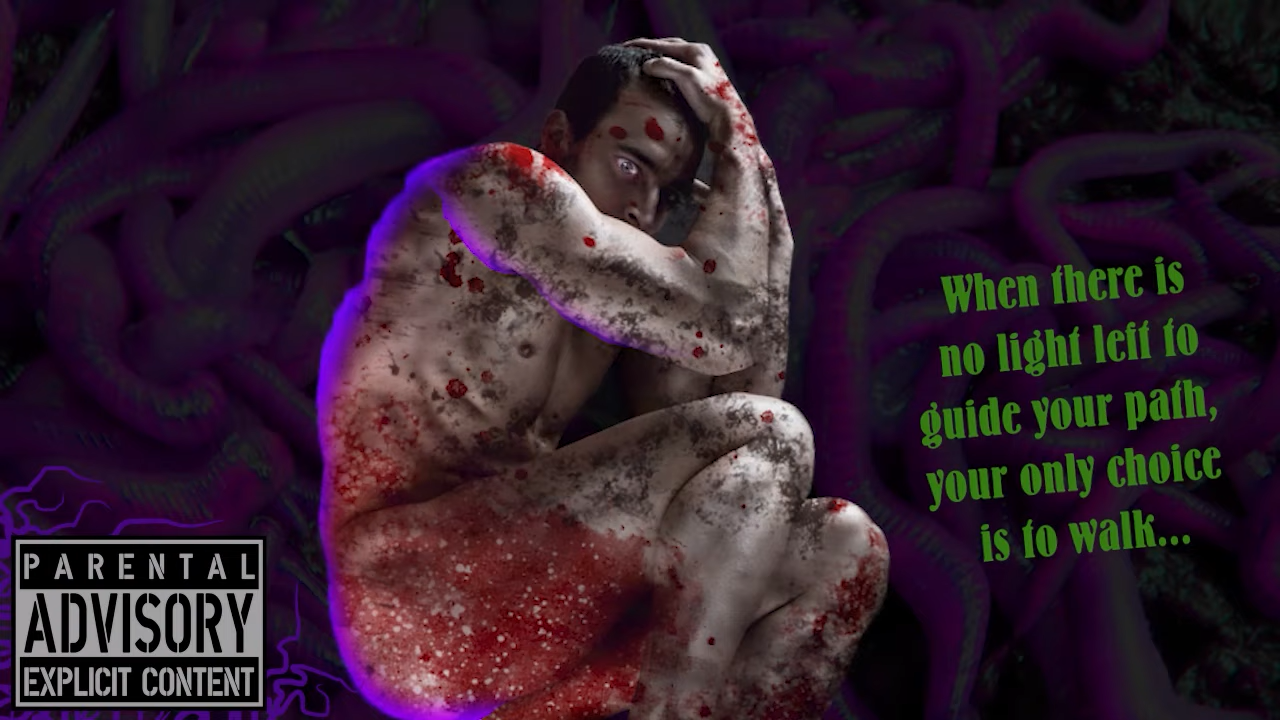 When there is
no light left to
guide your path,
your only choice
is to walk...
PARENTAL
ADVISORY
EXPLICIT CONTENT